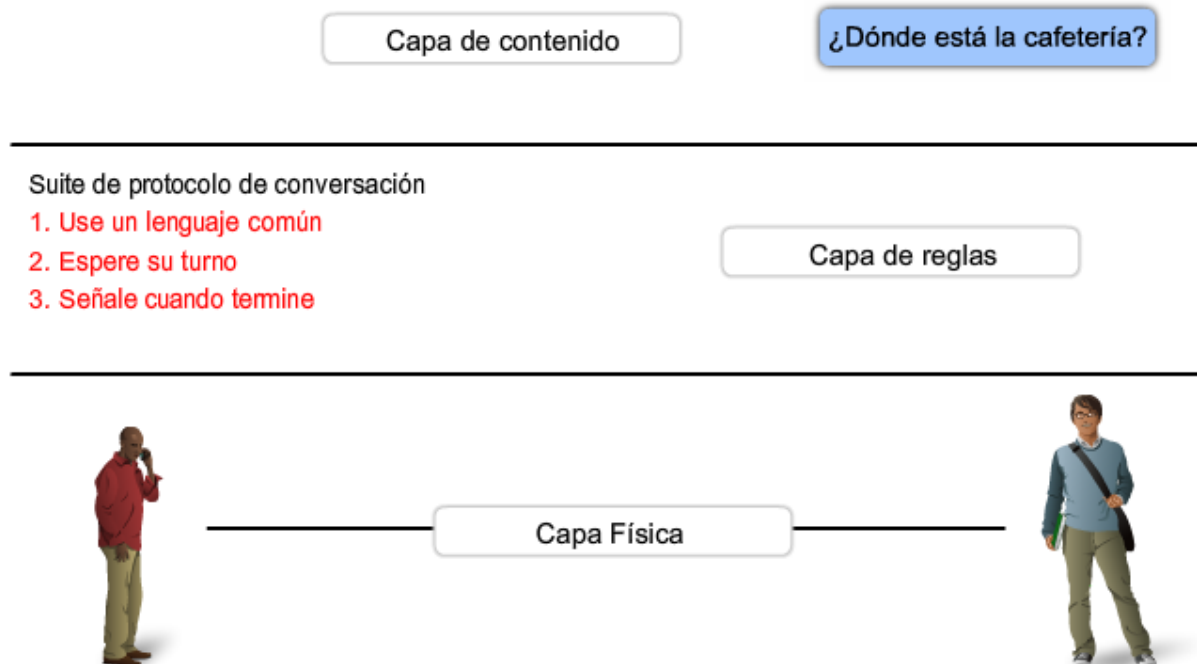 Capa de contenido
¿Dónde está la cafetería?
Suite de protocolo de conversación
1. Use un lenguaje común
2. Espere su turno
3. Señale cuando termine
Capa de reglas
Capa Física